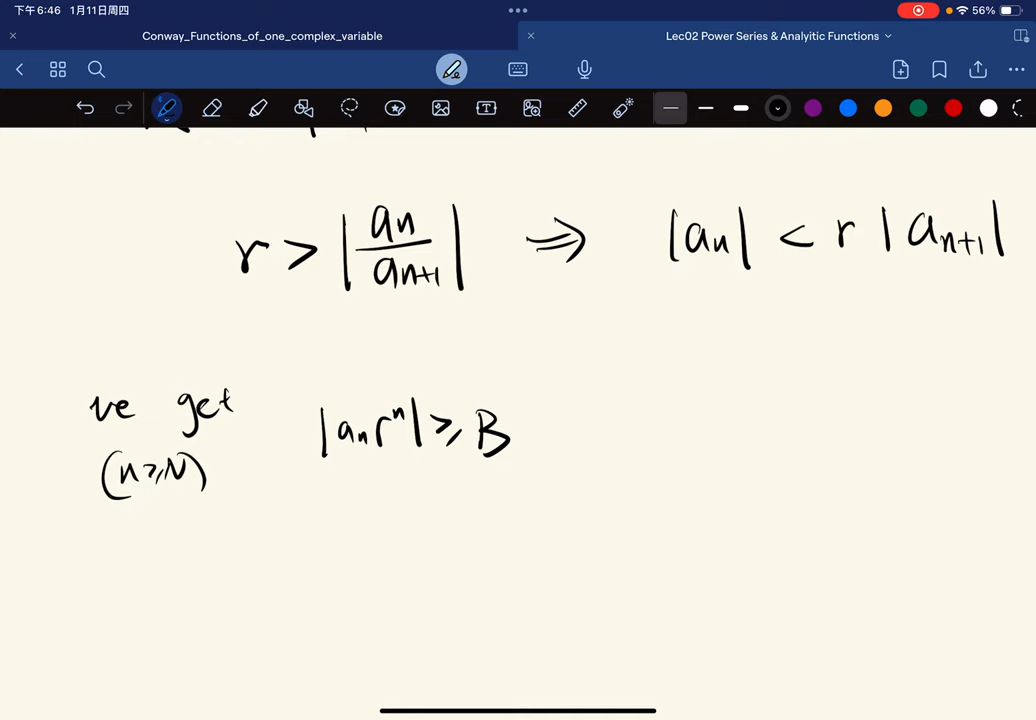 下午6:46 1月11日周四
56%
Conway_Functions_of_one_complex_variable
Lec02 Power Series & Analyitic Functions
r > |an/an+1| ⇒ |an| < r |an+1|
we get |anr^n| ≥ B
(n≥N)